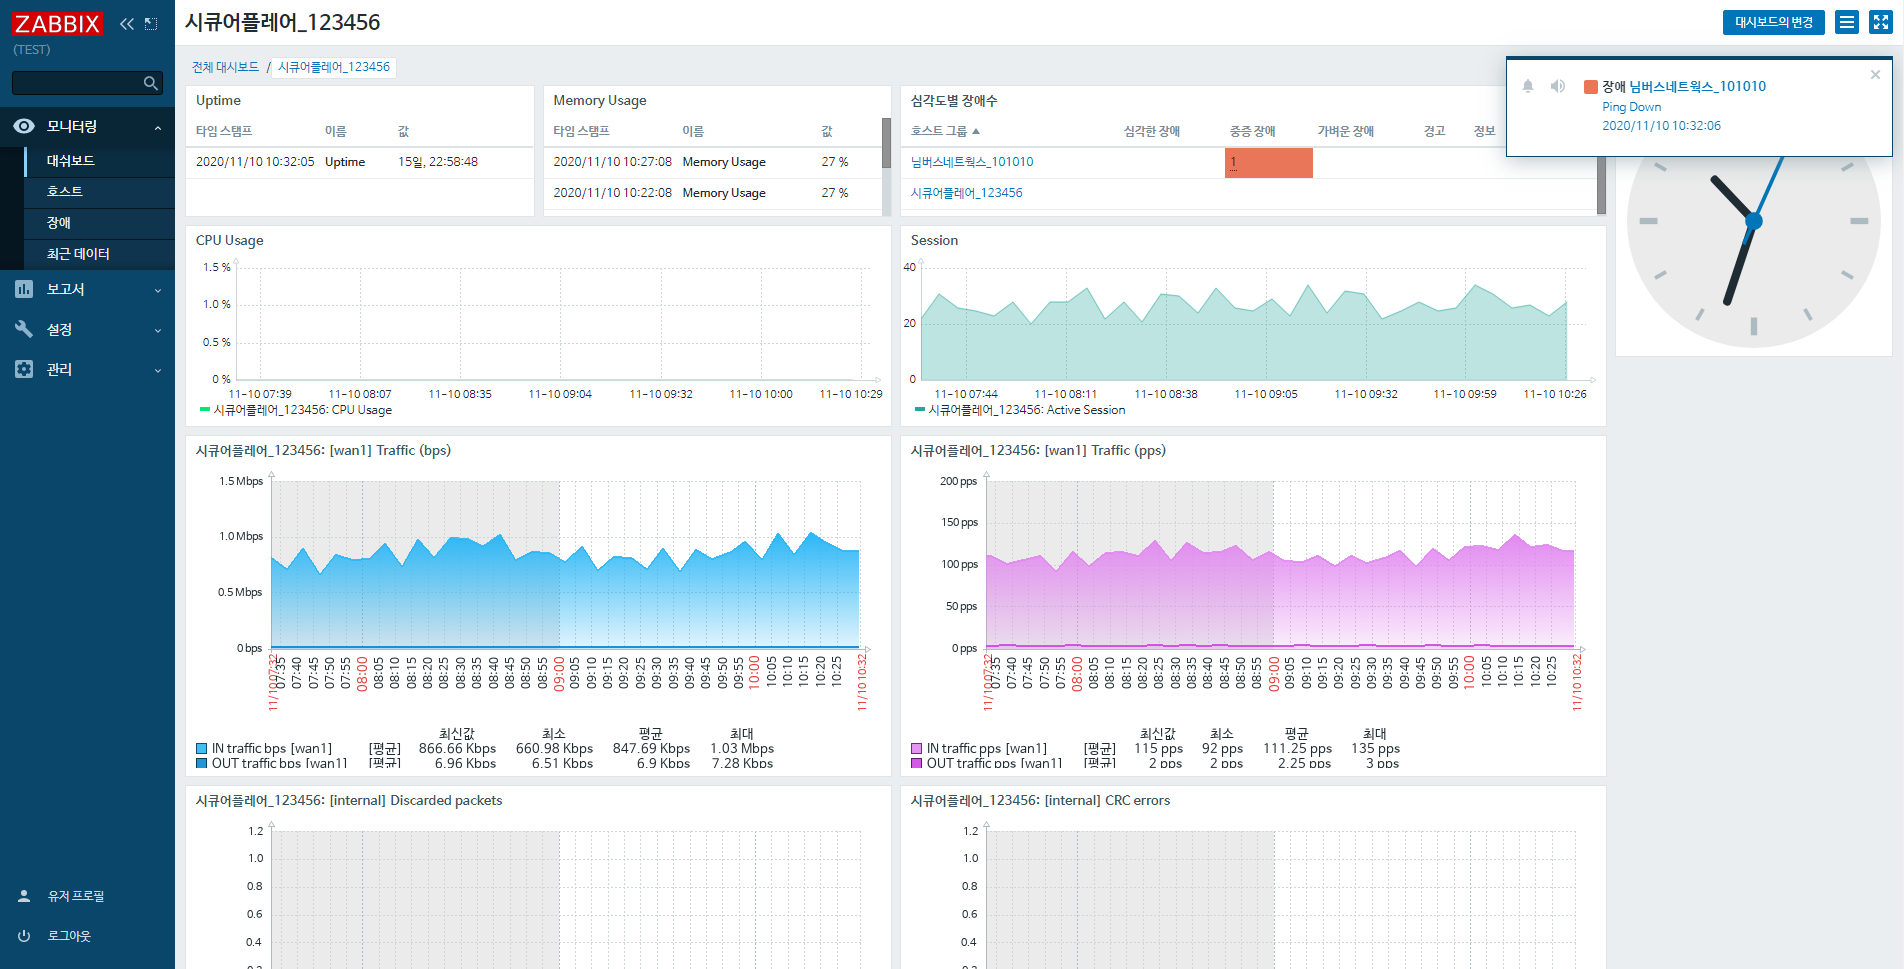 ZABBIX
(TEST)
모니터링
대쉬보드
호스트
장애
최근 데이터
보고서
설정
관리
유저 프로필
로그아웃
시큐어플레어_123456
대시보드의 변경
전체 대시보드 / 시큐어플레어_123456
장애 님버스네트웍스_101010
Ping Down
2020/11/10 10:32:06
Uptime
타임 스탬프 이름 값
2020/11/10 10:32:05 Uptime 15일, 22:58:48
Memory Usage
타임 스탬프 이름 값
2020/11/10 10:27:08 Memory Usage 27 %
2020/11/10 10:22:08 Memory Usage 27 %
심각도별 장애수
호스트 그룹 ▲ 심각한 장애 중증 장애 가벼운 장애 경고 정보
님버스네트웍스_101010 1
시큐어플레어_123456
CPU Usage
1.5 %
1.0 %
0.5 %
0 %
11-10 07:39 11-10 08:07 11-10 08:35 11-10 09:04 11-10 09:32 11-10 10:00 11-10 10:29
시큐어플레어_123456: CPU Usage
Session
40
20
0
11-10 07:44 11-10 08:11 11-10 08:38 11-10 09:05 11-10 09:32 11-10 09:59 11-10 10:26
시큐어플레어_123456: Active Session
시큐어플레어_123456: [wan1] Traffic (bps)
1.5 Mbps
1.0 Mbps
0.5 Mbps
0 bps
11/10 07:32 07:35 07:40 07:45 07:50 07:55 08:00 08:05 08:10 08:15 08:20 08:25 08:30 08:35 08:40 08:45 08:50 08:55 09:00 09:05 09:10 09:15 09:20 09:25 09:30 09:35 09:40 09:45 09:50 09:55 10:00 10:05 10:10 10:15 10:20 10:25 11/10 10:32
최신값 최소 평균 최대
IN traffic bps [wan1] [평균] 866.66 Kbps 660.98 Kbps 847.69 Kbps 1.03 Mbps
OUT traffic bps [wan1] [평균] 6.96 Kbps 6.51 Kbps 6.9 Kbps 7.28 Kbps
시큐어플레어_123456: [wan1] Traffic (pps)
200 pps
150 pps
100 pps
50 pps
0 pps
11/10 07:32 07:35 07:40 07:45 07:50 07:55 08:00 08:05 08:10 08:15 08:20 08:25 08:30 08:35 08:40 08:45 08:50 08:55 09:00 09:05 09:10 09:15 09:20 09:25 09:30 09:35 09:40 09:45 09:50 09:55 10:00 10:05 10:10 10:15 10:20 10:25 11/10 10:32
최신값 최소 평균 최대
IN traffic pps [wan1] [평균] 115 pps 92 pps 111.25 pps 135 pps
OUT traffic pps [wan1] [평균] 2 pps 2 pps 2.25 pps 3 pps
시큐어플레어_123456: [internal] Discarded packets
1.2
1.0
0.8
0.6
0.4
0.2
시큐어플레어_123456: [internal] CRC errors
1.2
1.0
0.8
0.6
0.4
0.2